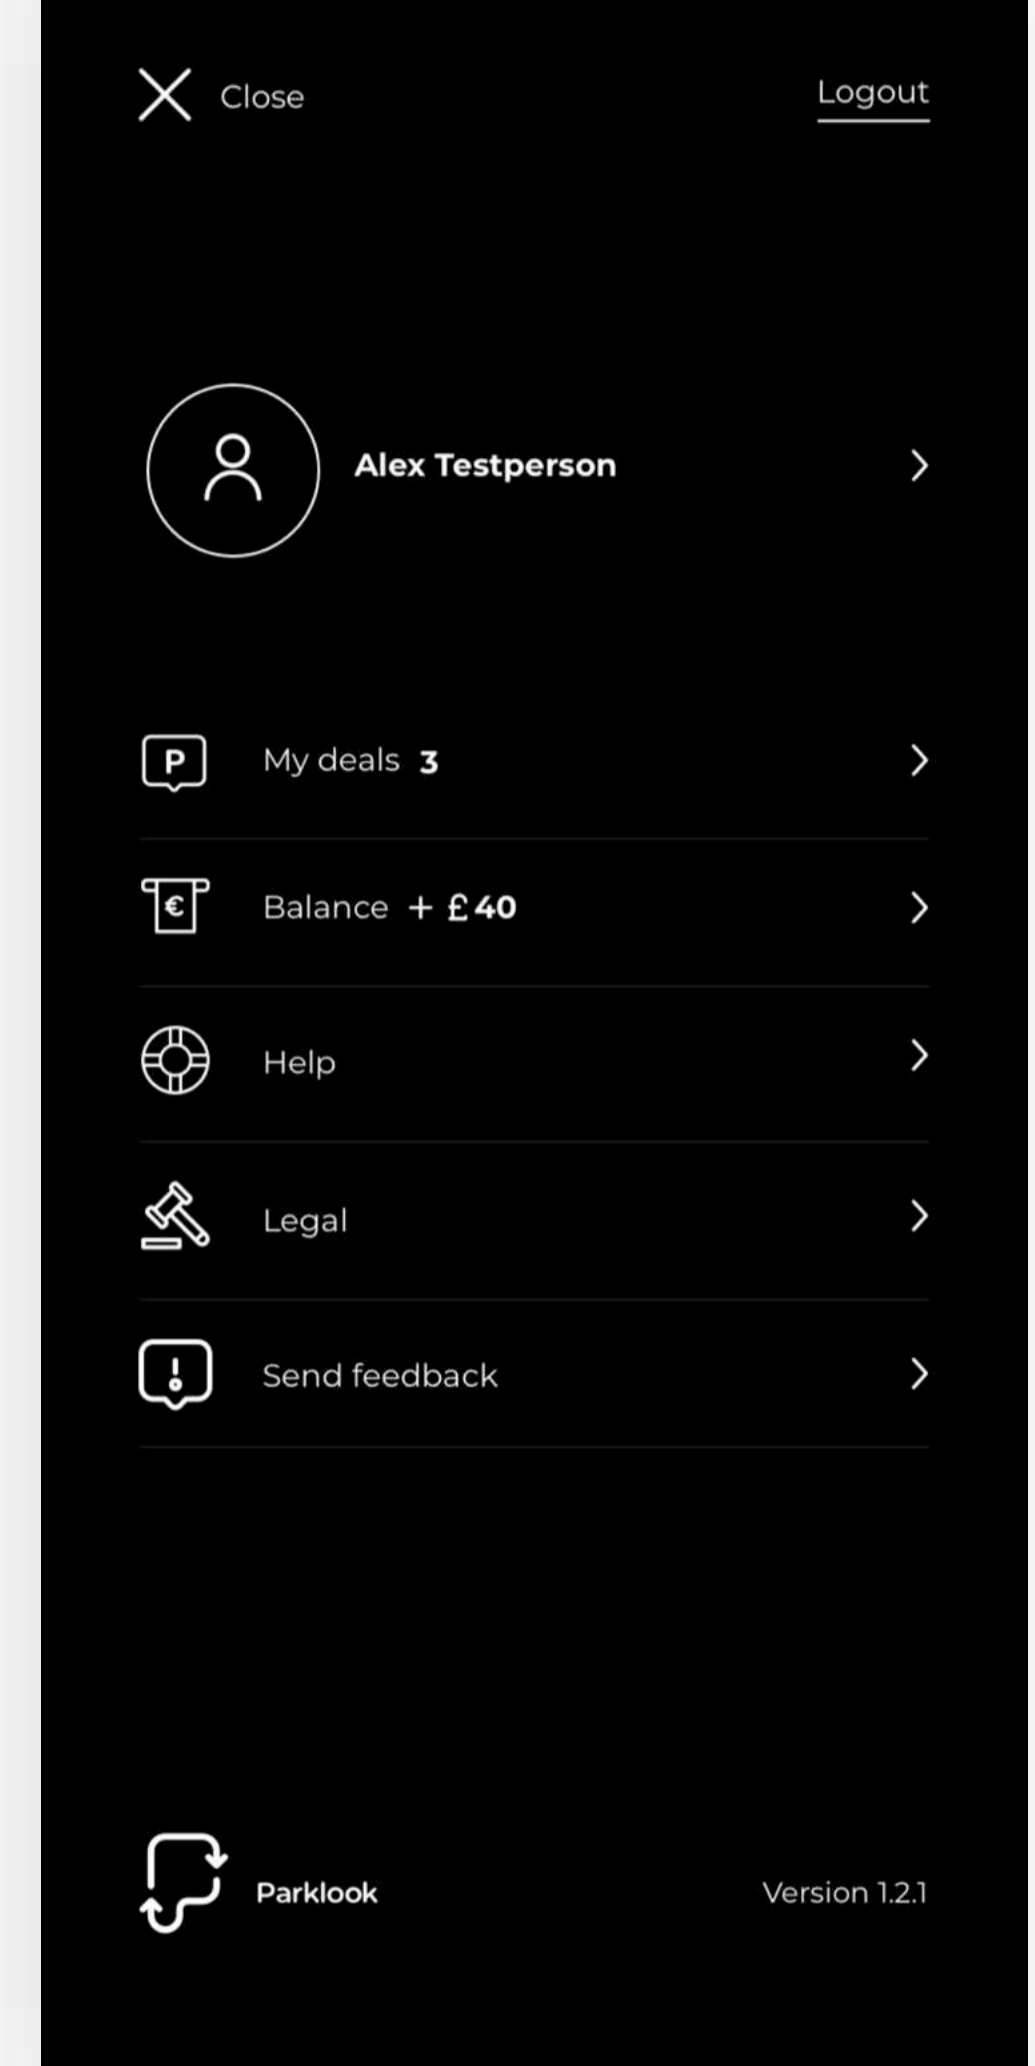 Close
Logout
Alex Testperson
P
My deals 3
€
Balance + £40
Help
Legal
Send feedback
Parklook
Version 1.2.1